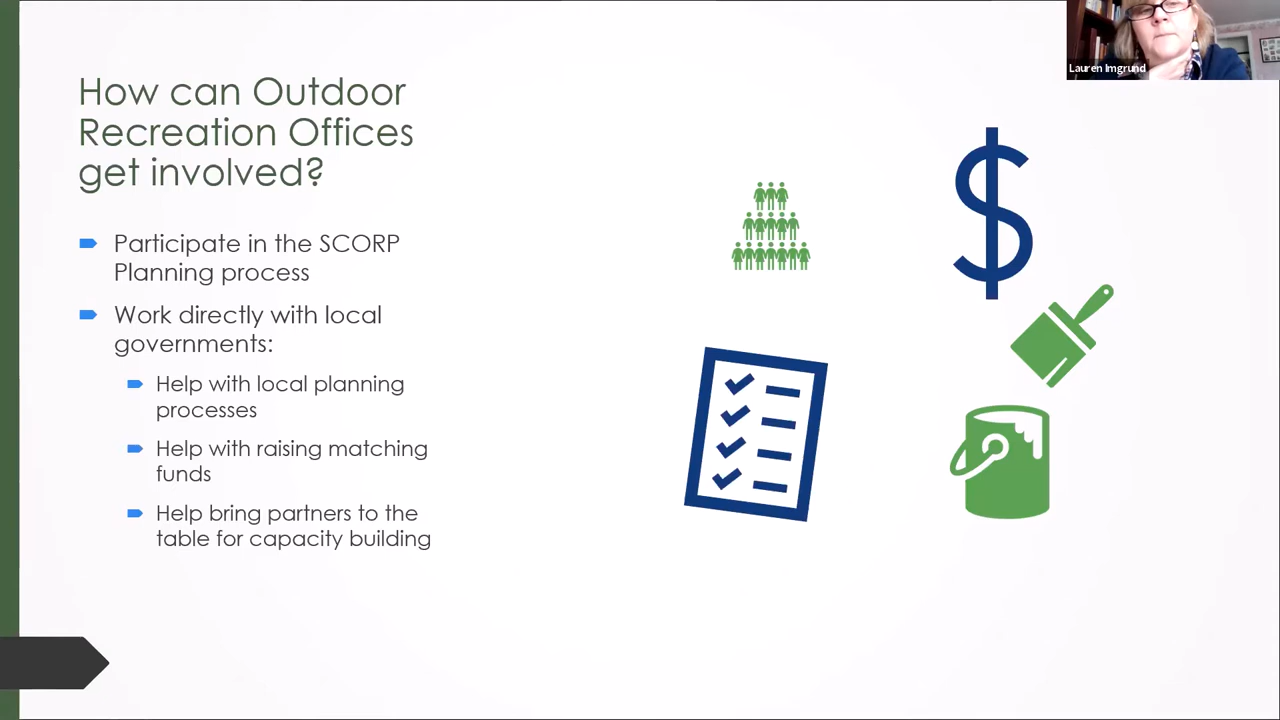 How can Outdoor
Recreation Offices
get involved?
Participate in the SCORP
Planning process
Work directly with local
governments:
Help with local planning
processes
Help with raising matching
funds
Help bring partners to the
table for capacity building
Lauren Imgrund